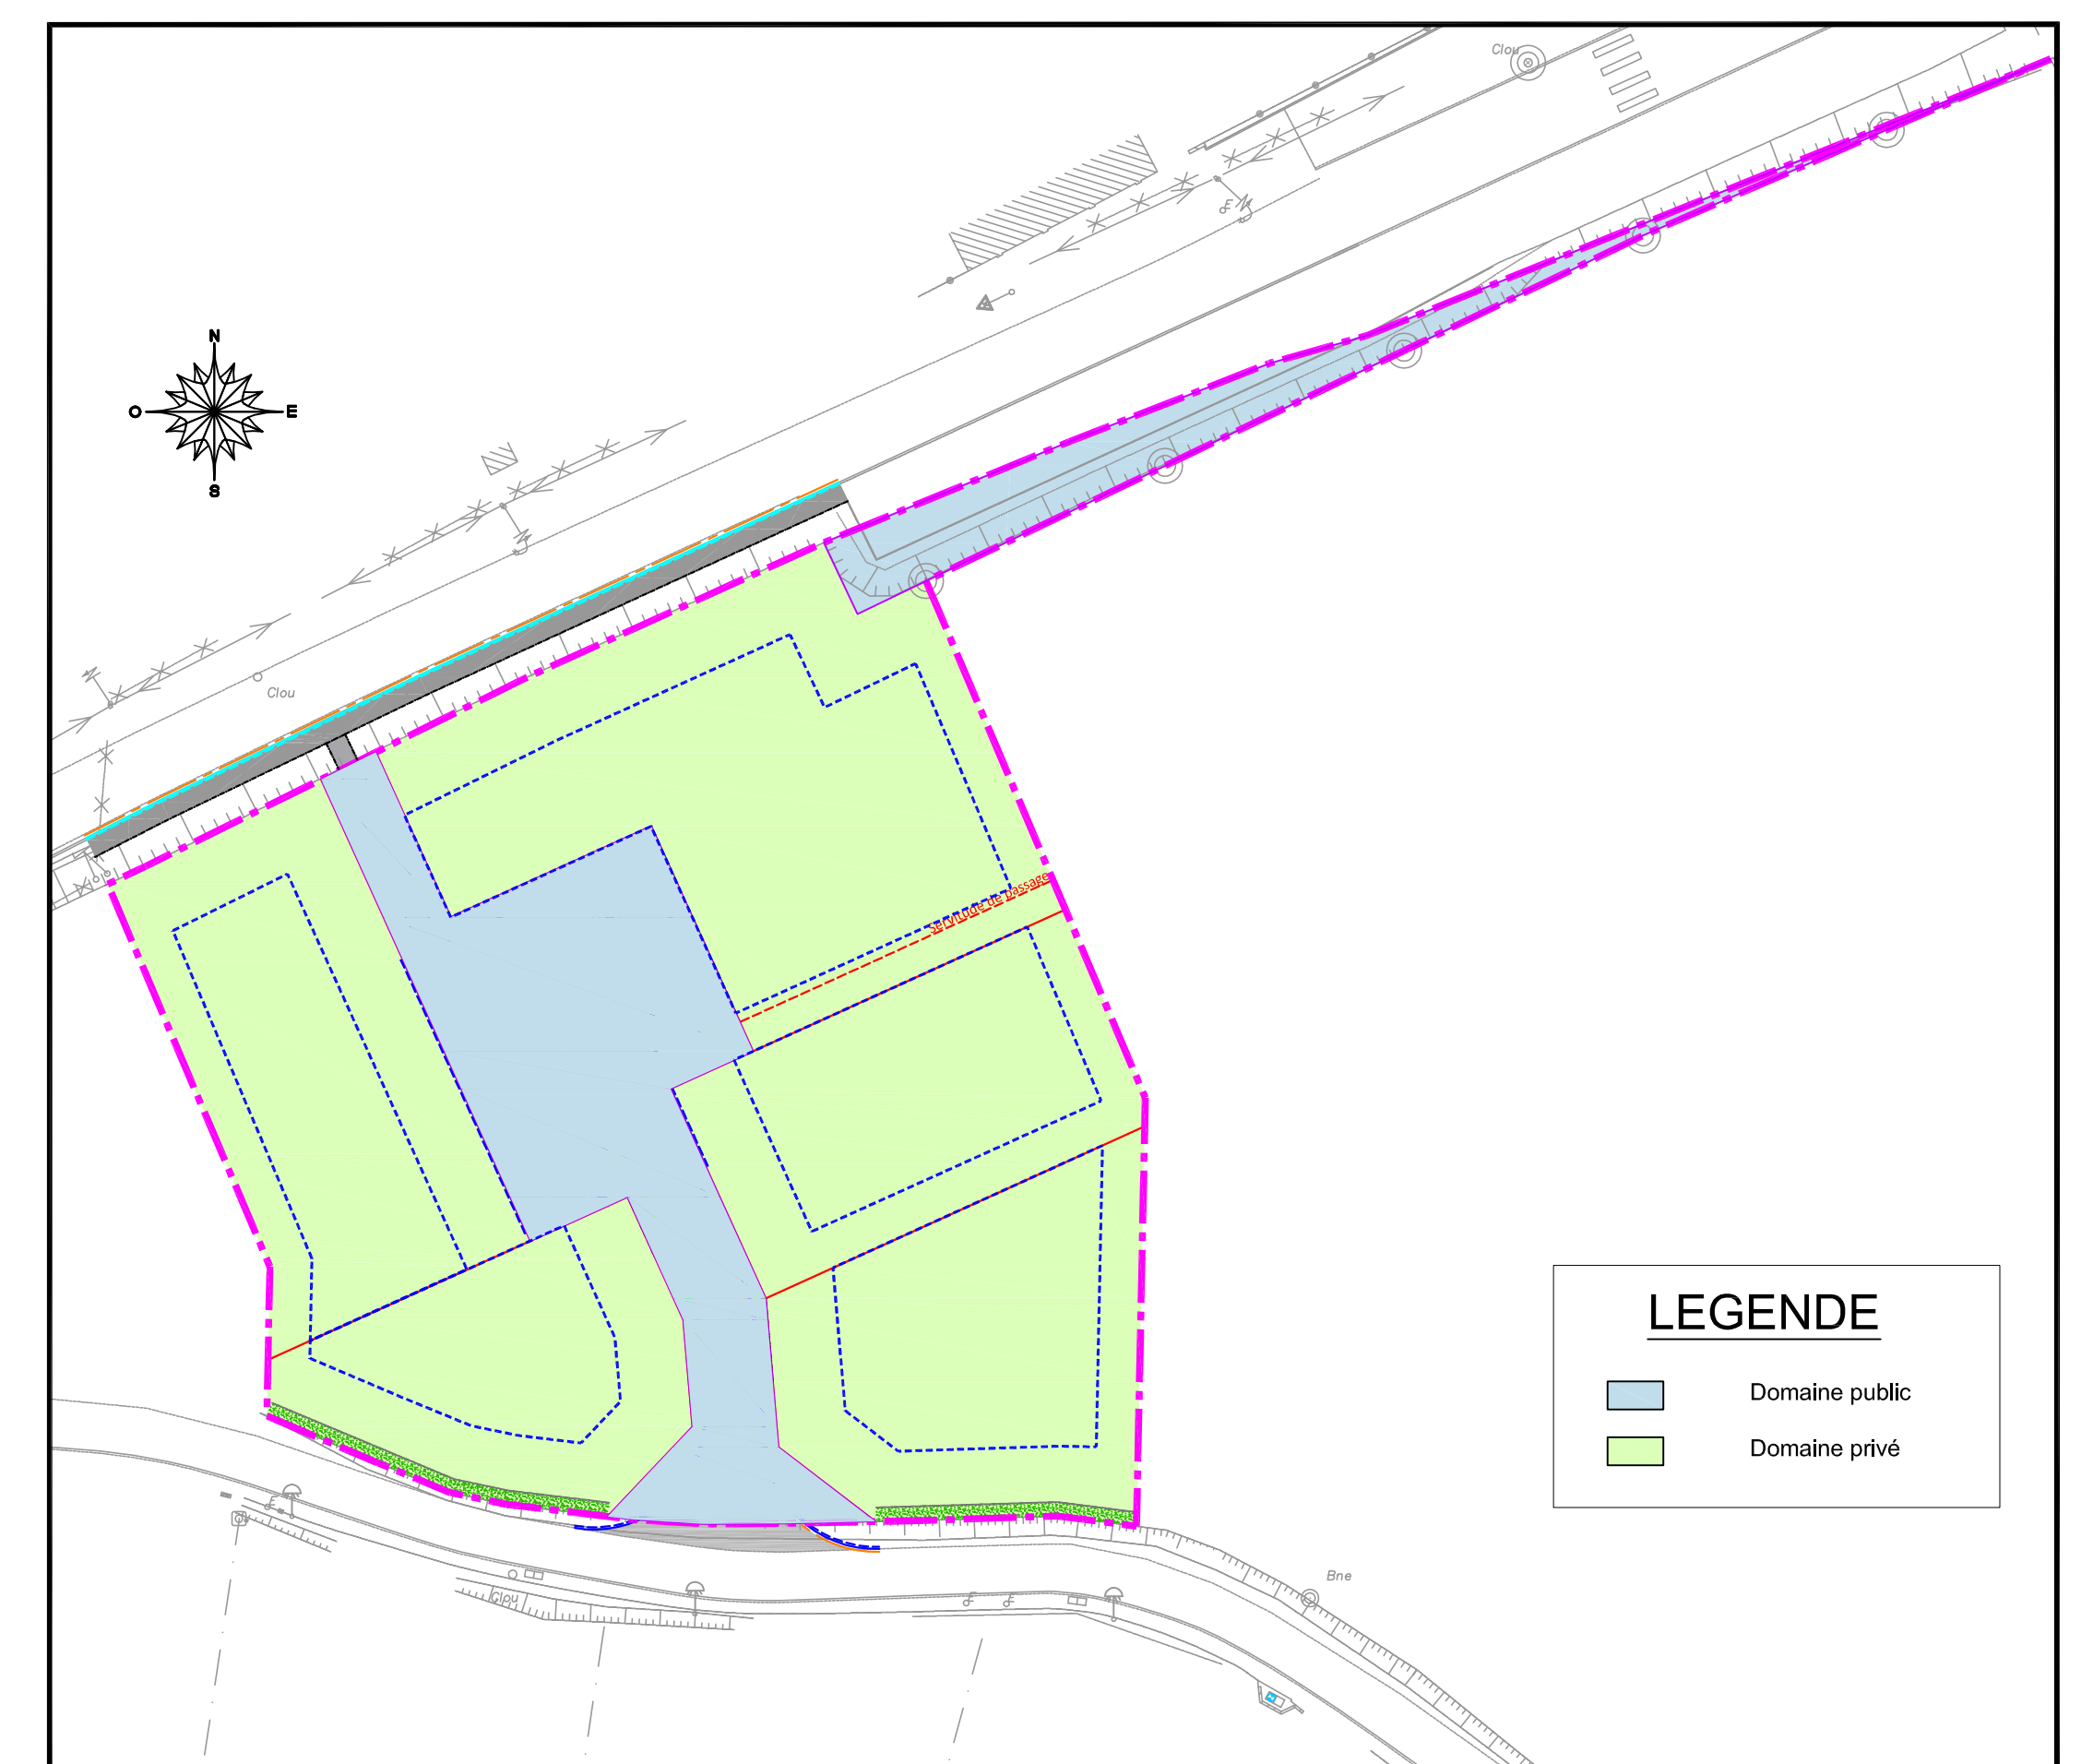 Clou
N
O
E
S
Clou
Servitude de passage
LEGENDE
Domaine public
Domaine privé
Bne
Clou